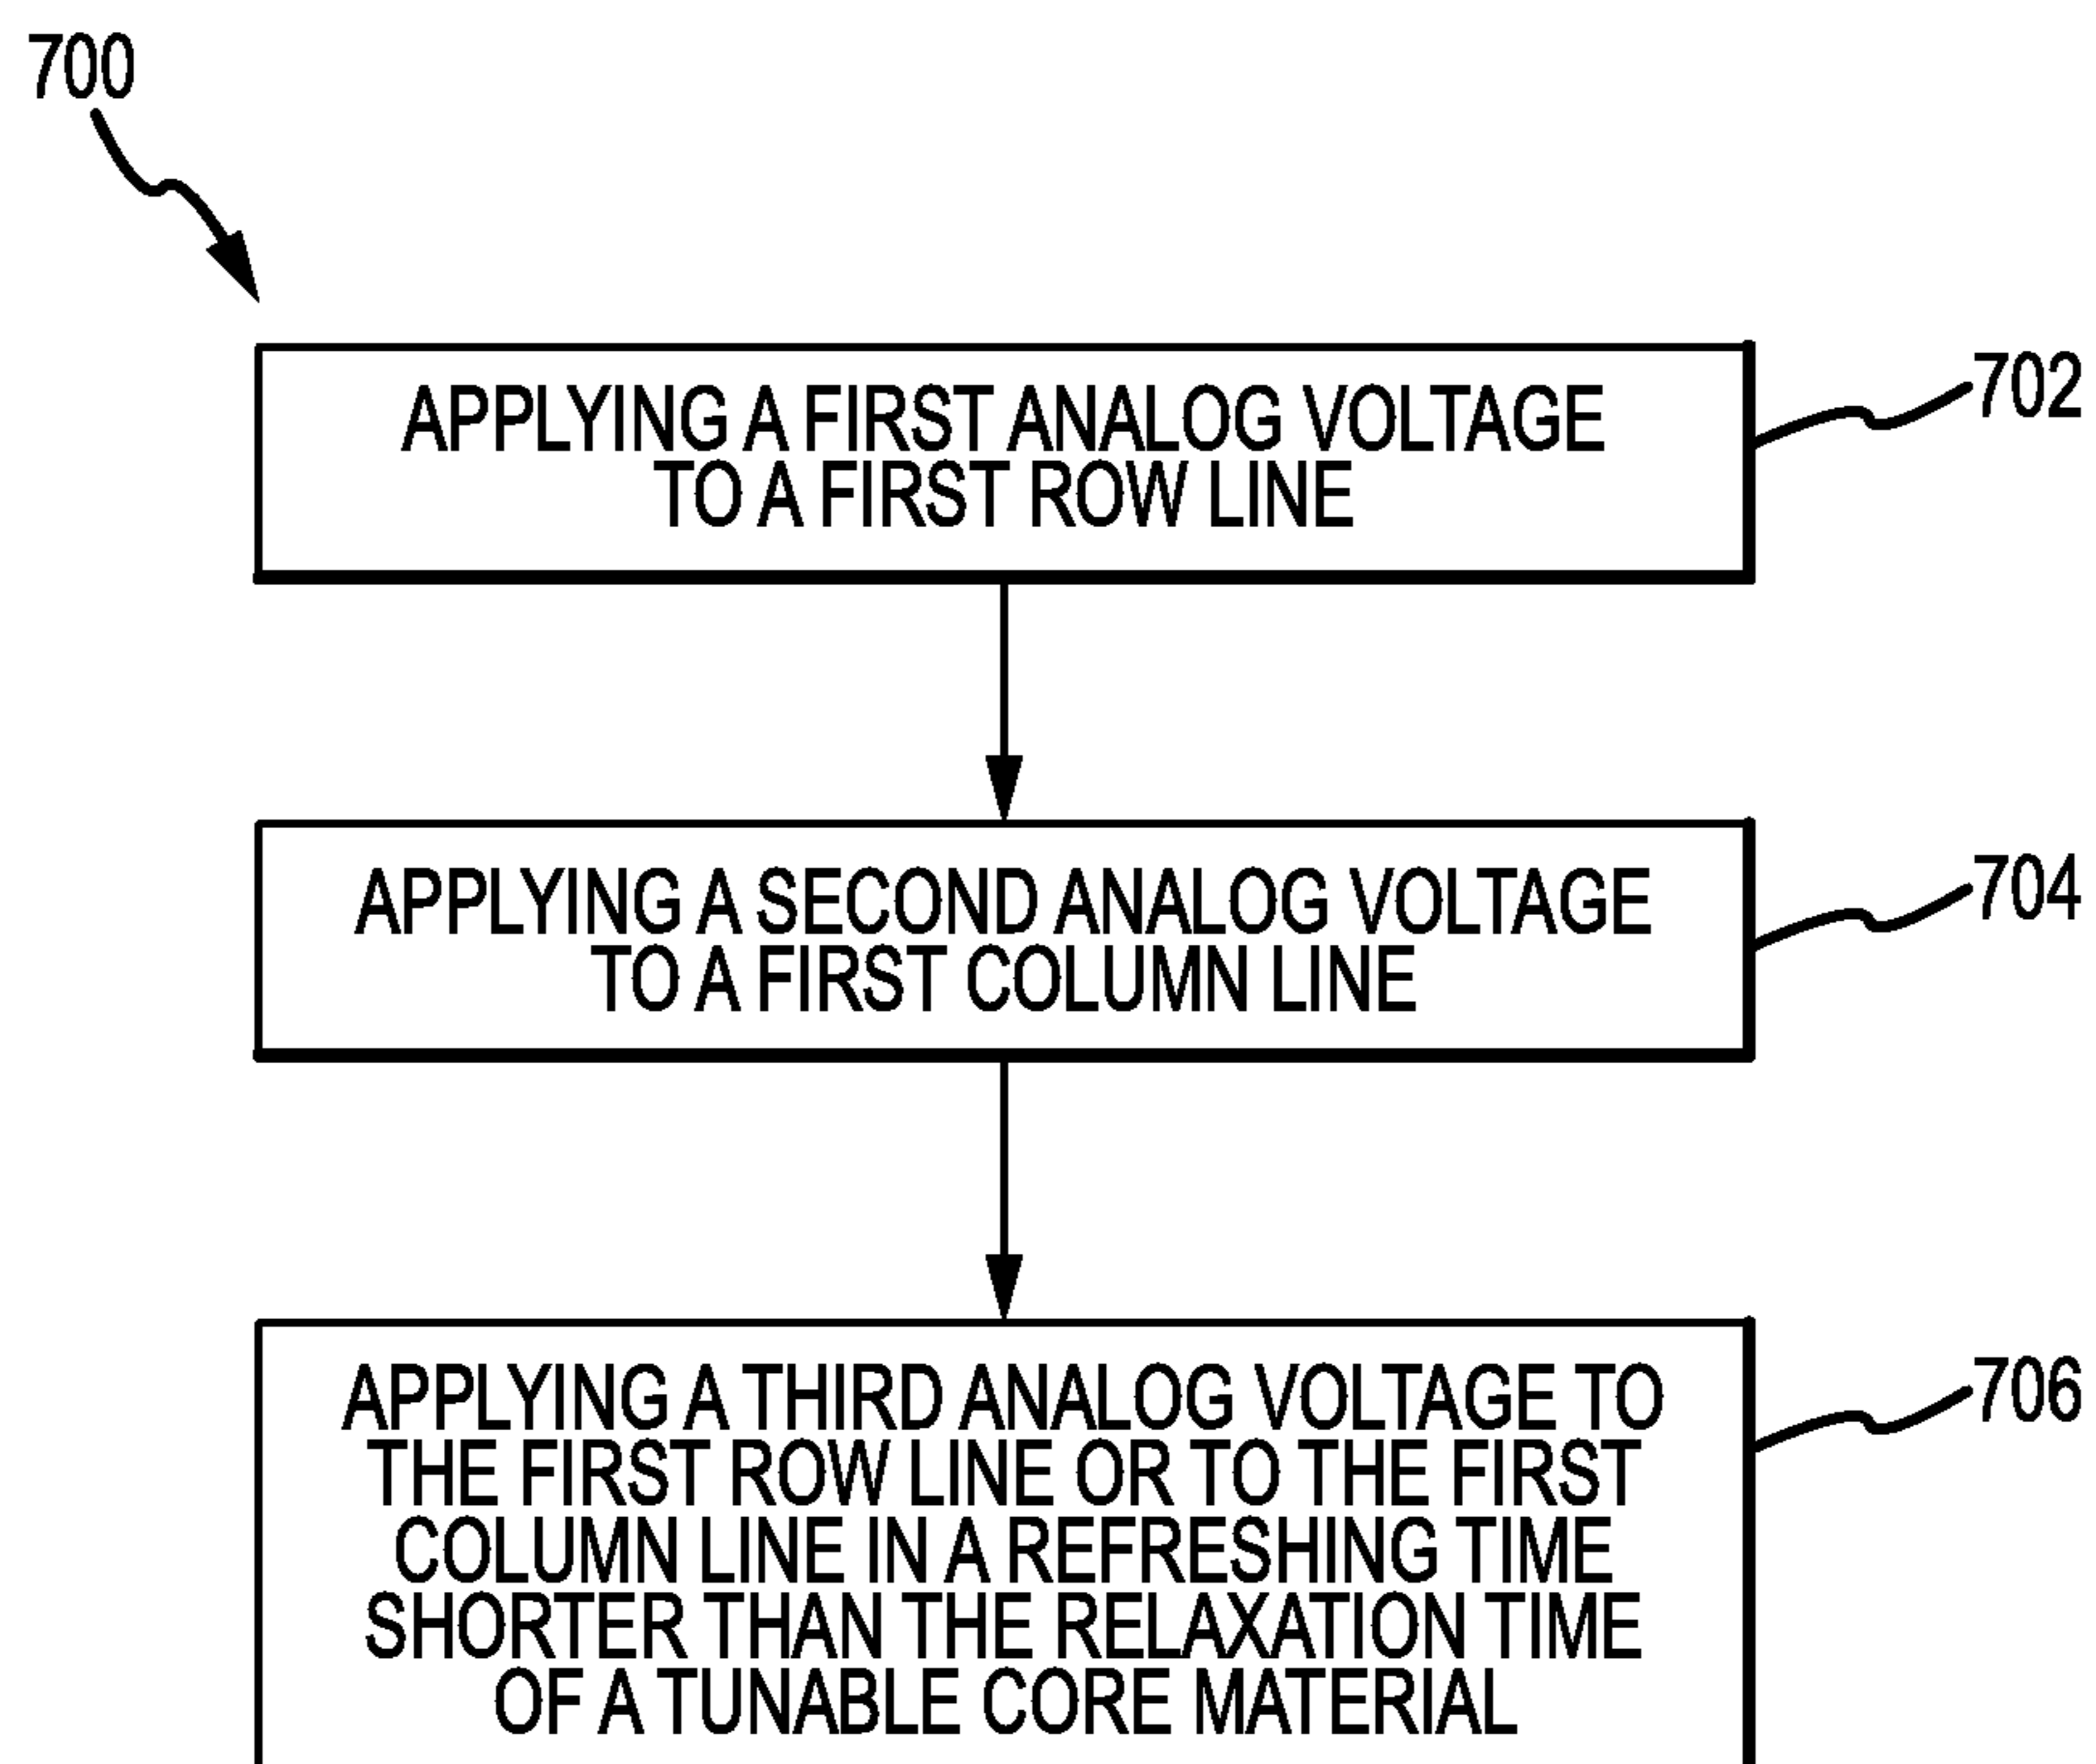 700
APPLYING A FIRST ANALOG VOLTAGE
TO A FIRST ROW LINE
702
APPLYING A SECOND ANALOG VOLTAGE
TO A FIRST COLUMN LINE
704
APPLYING A THIRD ANALOG VOLTAGE TO
THE FIRST ROW LINE OR TO THE FIRST
COLUMN LINE IN A REFRESHING TIME
SHORTER THAN THE RELAXATION TIME
OF A TUNABLE CORE MATERIAL
706